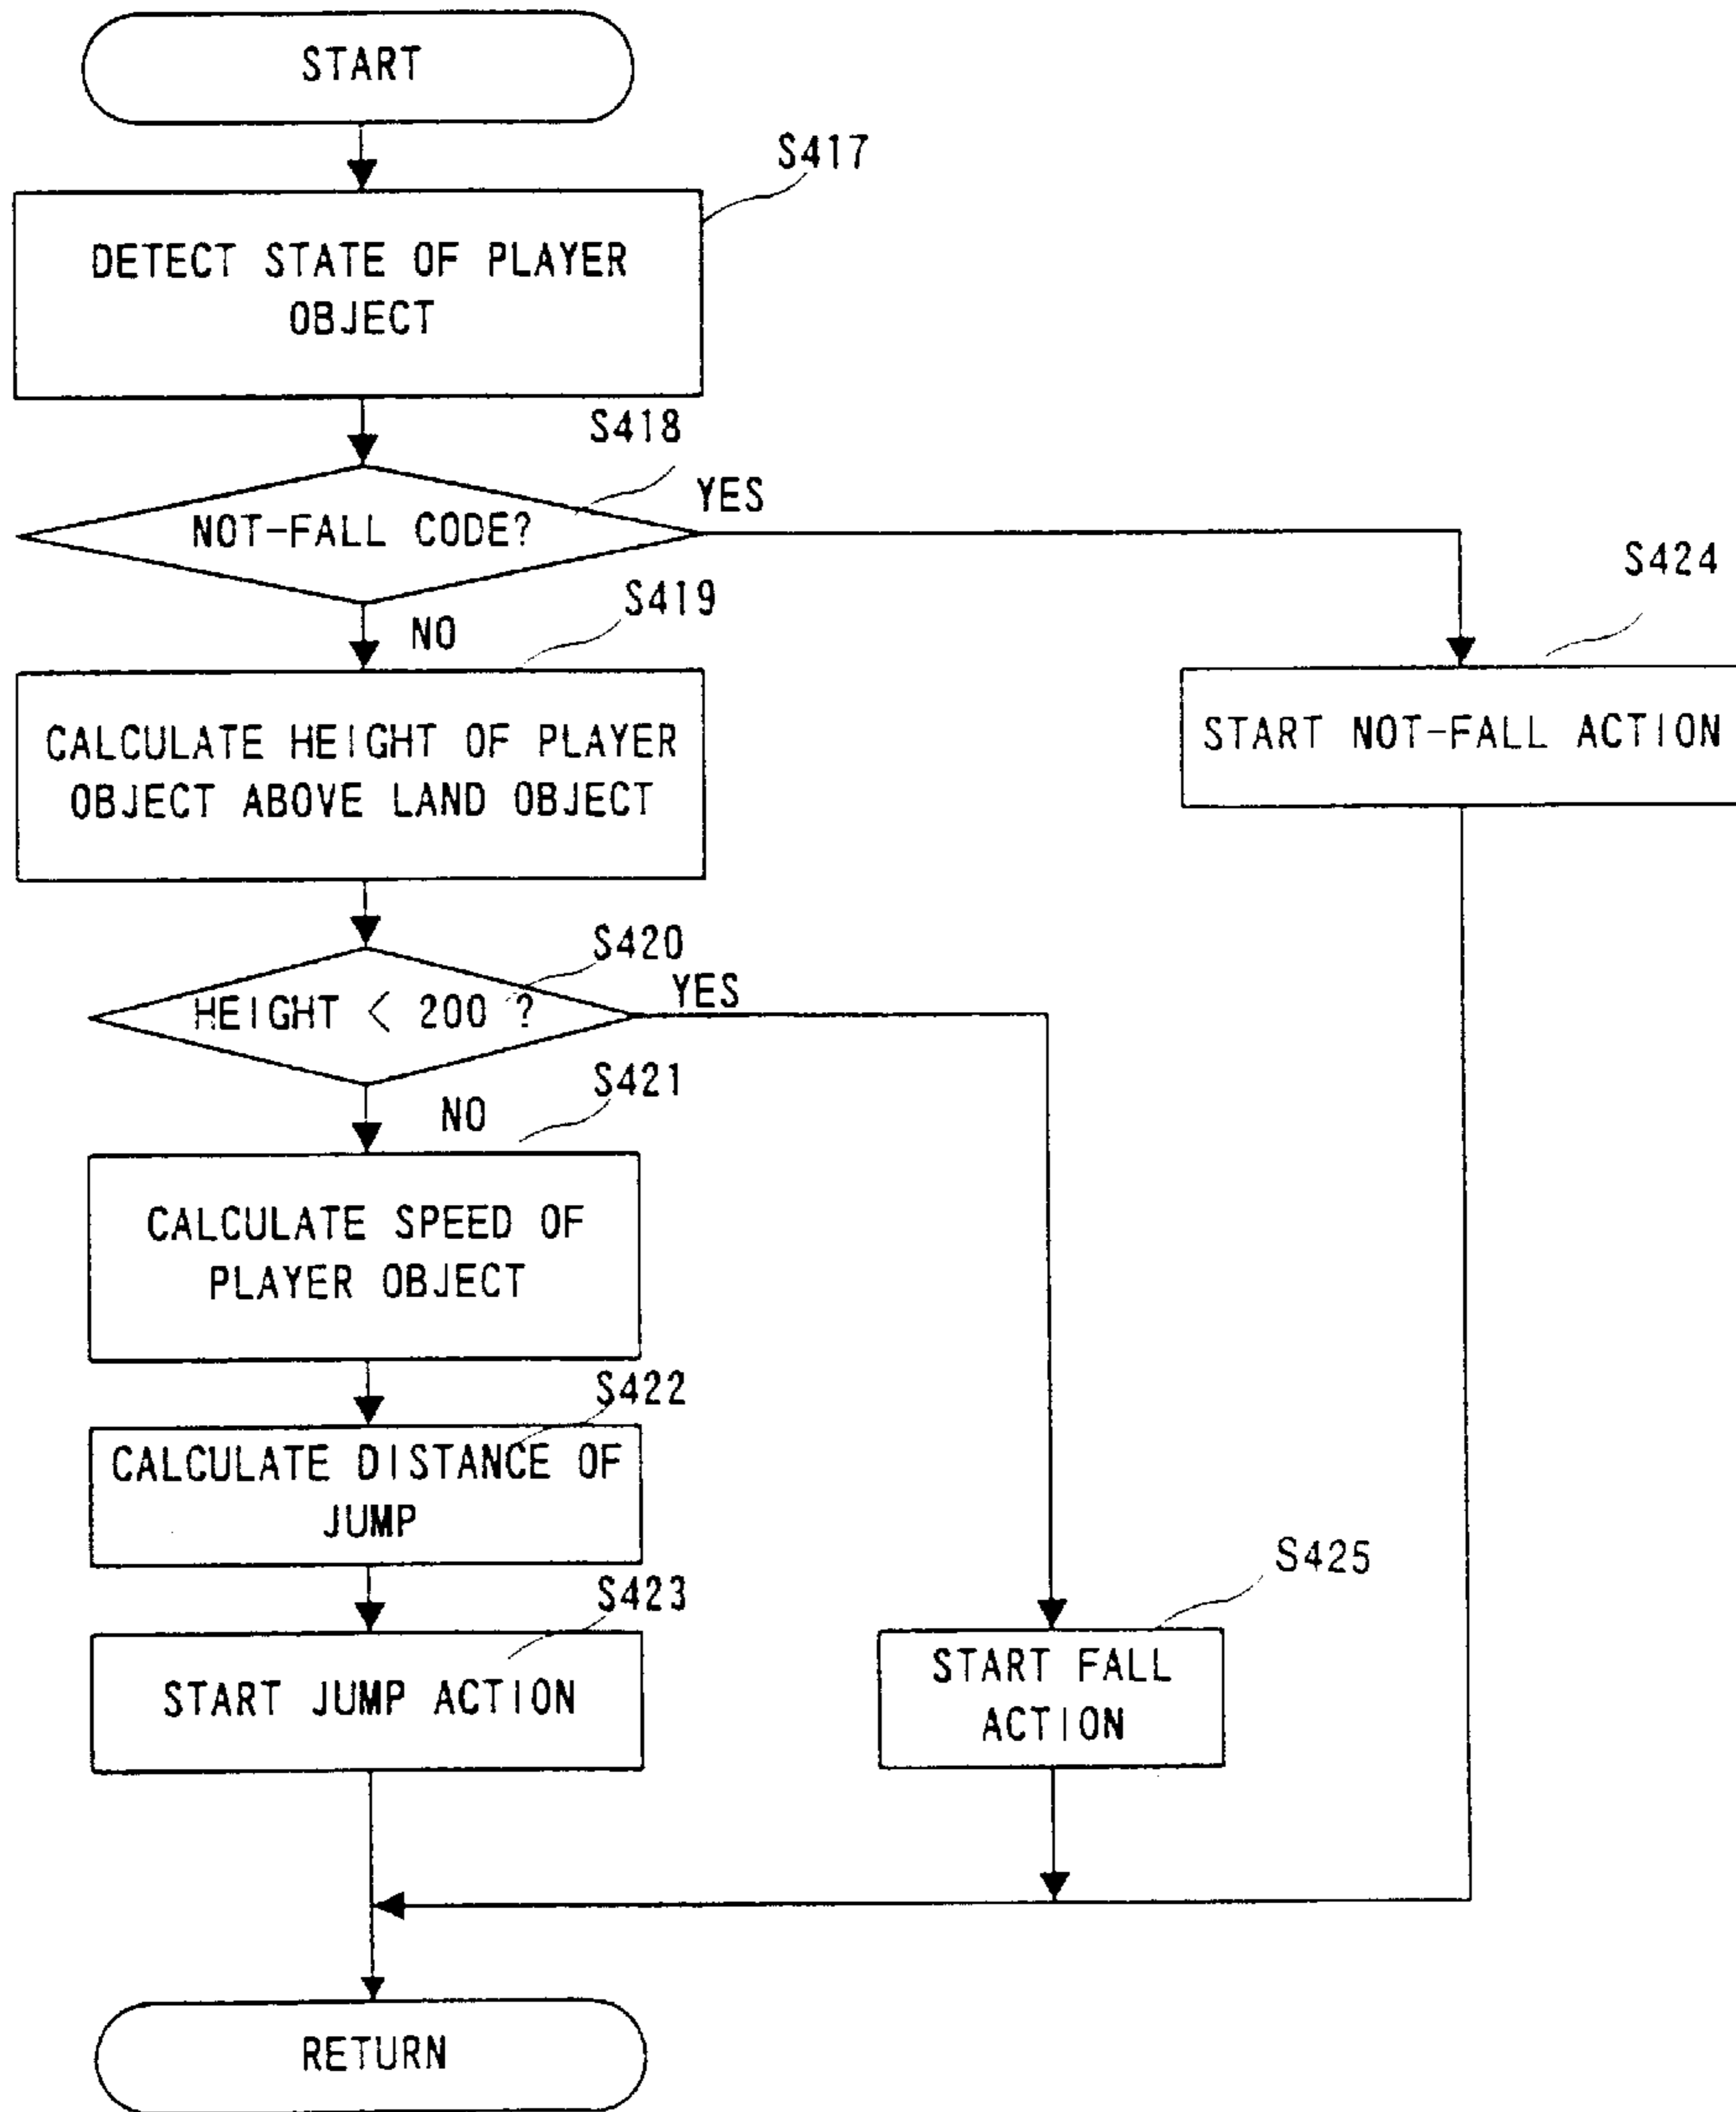 START
S417
DETECT STATE OF PLAYER
OBJECT
S418
NOT-FALL CODE?
YES
NO
S419
S424
CALCULATE HEIGHT OF PLAYER
OBJECT ABOVE LAND OBJECT
START NOT-FALL ACTION
S420
HEIGHT < 200 ?
YES
NO
S421
CALCULATE SPEED OF
PLAYER OBJECT
S422
CALCULATE DISTANCE OF
JUMP
S423
START JUMP ACTION
S425
START FALL
ACTION
RETURN